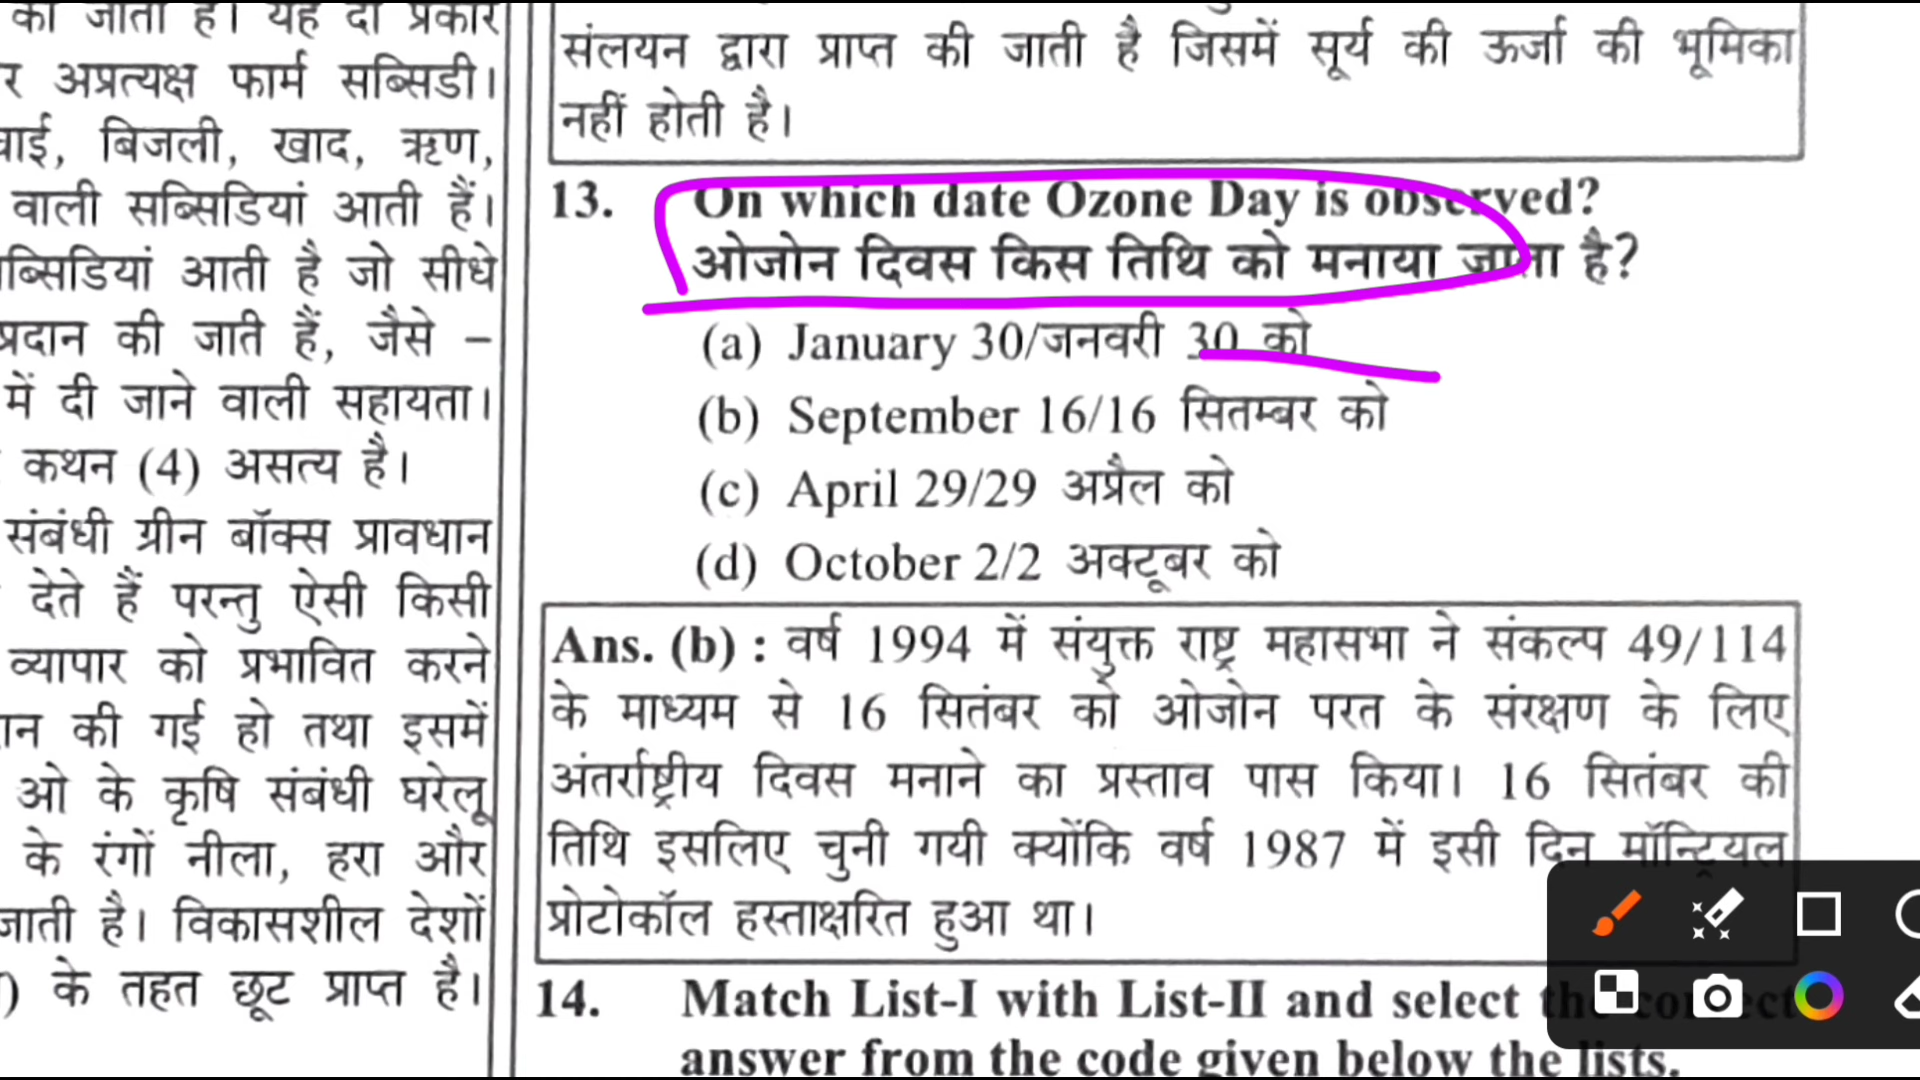 की जाती है। यह दो प्रकार
र अप्रत्यक्ष फार्म सब्सिडी।
बिजली, खाद, ऋण,
वाली सब्सिडियां आती हैं।
आती है जो सीधे
प्रदान की जाती हैं, जैसे –
में दी जाने वाली सहायता।
कथन (4) असत्य है।
संबंधी ग्रीन बॉक्स प्रावधान
देते हैं परन्तु ऐसी किसी
व्यापार को प्रभावित करने
की गई हो तथा इसमें
ओ के कृषि संबंधी घरेलू
के रंगों नीला, हरा और
जाती है। विकासशील देशों
) के तहत छूट प्राप्त है।
संलयन द्वारा प्राप्त की जाती है जिसमें सूर्य की ऊर्जा की भूमिका
नहीं होती है।
13. On which date Ozone Day is observed?
ओजोन दिवस किस तिथि को मनाया जाता है?
(a) January 30/जनवरी 30 को
(b) September 16/16 सितम्बर को
(c) April 29/29 अप्रैल को
(d) October 2/2 अक्टूबर को
Ans. (b) : वर्ष 1994 में संयुक्त राष्ट्र महासभा ने संकल्प 49/114
के माध्यम से 16 सितंबर को ओजोन परत के संरक्षण के लिए
अंतर्राष्ट्रीय दिवस मनाने का प्रस्ताव पास किया। 16 सितंबर की
तिथि इसलिए चुनी गयी क्योंकि वर्ष 1987 में इसी दिन मॉन्ट्रियल
प्रोटोकॉल हस्ताक्षरित हुआ था।
14. Match List-I with List-II and select the correct
answer from the code given below the lists.